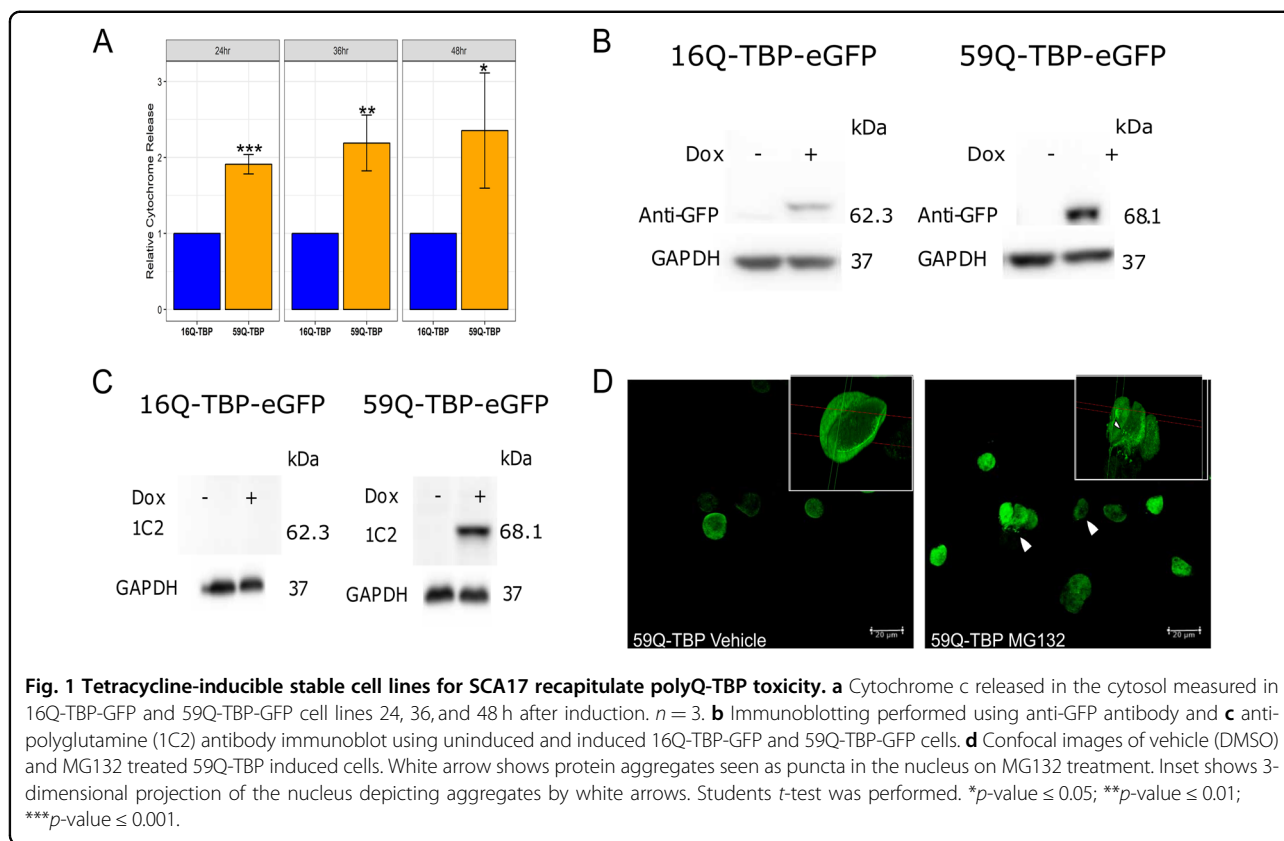 A
24hr 36hr 48hr
Relative Cytochrome Release
3
2
1
0
***
**
*
16Q-TBP 59Q-TBP 16Q-TBP 59Q-TBP 16Q-TBP 59Q-TBP
B
16Q-TBP-eGFP 59Q-TBP-eGFP
kDa kDa
Dox - + Dox - +
Anti-GFP 62.3 Anti-GFP 68.1
GAPDH 37 GAPDH 37
C
16Q-TBP-eGFP 59Q-TBP-eGFP
kDa kDa
Dox - + Dox - +
1C2 62.3 1C2 68.1
GAPDH 37 GAPDH 37
D
59Q-TBP Vehicle 20 µm 59Q-TBP MG132 20 µm
Fig. 1 Tetracycline-inducible stable cell lines for SCA17 recapitulate polyQ-TBP toxicity. a Cytochrome c released in the cytosol measured in
16Q-TBP-GFP and 59Q-TBP-GFP cell lines 24, 36, and 48 h after induction. n = 3. b Immunoblotting performed using anti-GFP antibody and c anti-
polyglutamine (1C2) antibody immunoblot using uninduced and induced 16Q-TBP-GFP and 59Q-TBP-GFP cells. d Confocal images of vehicle (DMSO)
and MG132 treated 59Q-TBP induced cells. White arrow shows protein aggregates seen as puncta in the nucleus on MG132 treatment. Inset shows 3-
dimensional projection of the nucleus depicting aggregates by white arrows. Students t-test was performed. *p-value ≤ 0.05; **p-value ≤ 0.01;
***p-value ≤ 0.001.